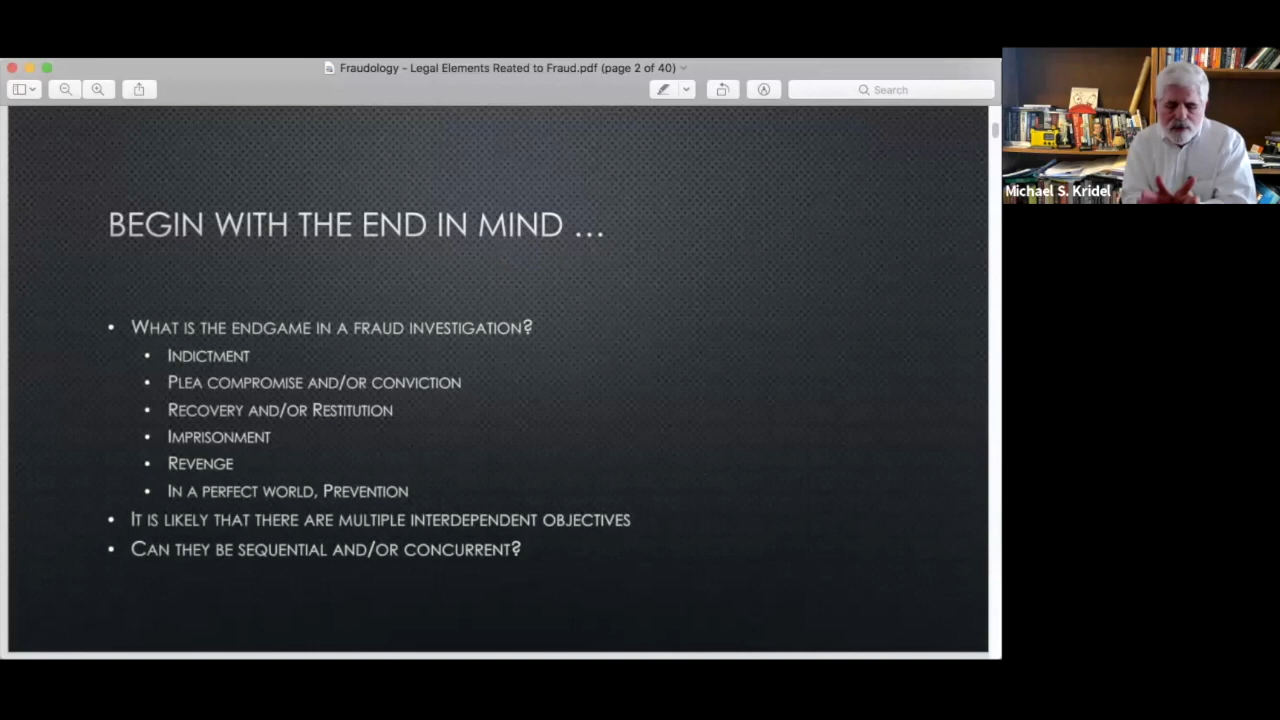 Fraudology - Legal Elements Reated to Fraud.pdf (page 2 of 40)
Search
BEGIN WITH THE END IN MIND …
• WHAT IS THE ENDGAME IN A FRAUD INVESTIGATION?
• INDICTMENT
• PLEA COMPROMISE AND/OR CONVICTION
• RECOVERY AND/OR RESTITUTION
• IMPRISONMENT
• REVENGE
• IN A PERFECT WORLD, PREVENTION
• IT IS LIKELY THAT THERE ARE MULTIPLE INTERDEPENDENT OBJECTIVES
• CAN THEY BE SEQUENTIAL AND/OR CONCURRENT?
Michael S. Kridel